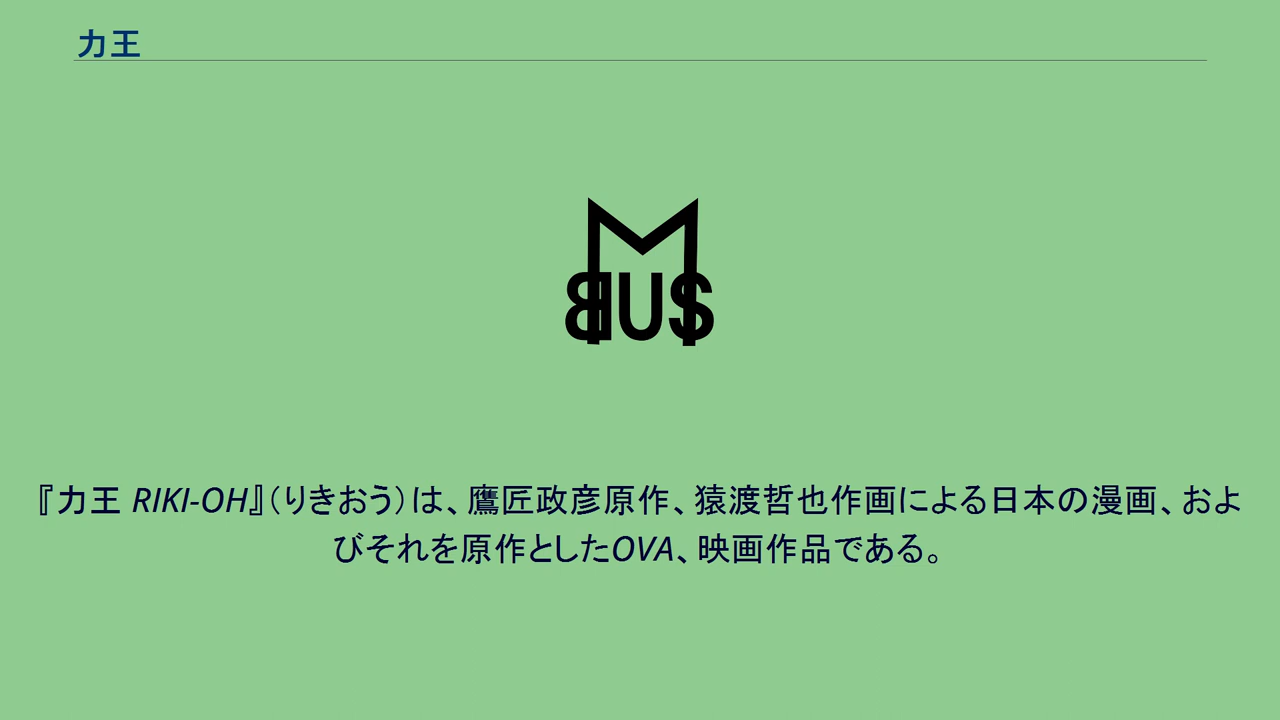 力王
M
BUS
『力王 RIKI-OH』（りきおう）は、鷹匠政彦原作、猿渡哲也作画による日本の漫画、およ
びそれを原作としたOVA、映画作品である。